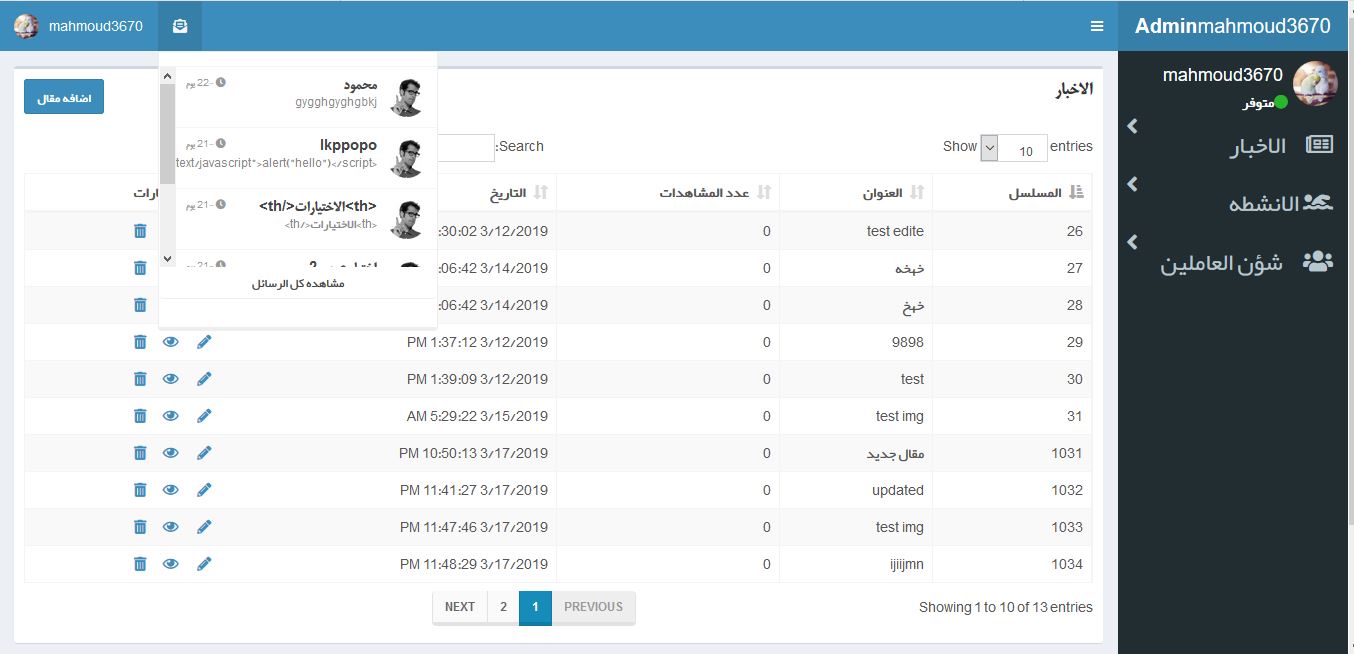 Adminmahmoud3670
mahmoud3670
mahmoud3670
متوفر
الاخبار
الانشطه
شؤن العاملين
mahmoud3670
الاخبار
اضافه مقال
محمود
22- يوم
gygghgyghgbkj
lkppopo
21- يوم
text/javascript">alert("hello")</script>
<th>الاختيارات</th>
21- يوم
<th>الاختيارات</th>
21- يوم
مشاهده كل الرسائل
Show 10 entries
Search:
المسلسل العنوان عدد المشاهدات التاريخ
26 test edite 0 3/12/2019 :30:02
27 خهخه 0 3/14/2019 :06:42
28 خهخ 0 3/14/2019 :06:42
29 9898 0 3/12/2019 1:37:12 PM
30 test 0 3/12/2019 1:39:09 PM
31 test img 0 3/15/2019 5:29:22 AM
1031 مقال جديد 0 3/17/2019 10:50:13 PM
1032 updated 0 3/17/2019 11:41:27 PM
1033 test img 0 3/17/2019 11:47:46 PM
1034 ijiijmn 0 3/17/2019 11:48:29 PM
Showing 1 to 10 of 13 entries
PREVIOUS 1 2 NEXT